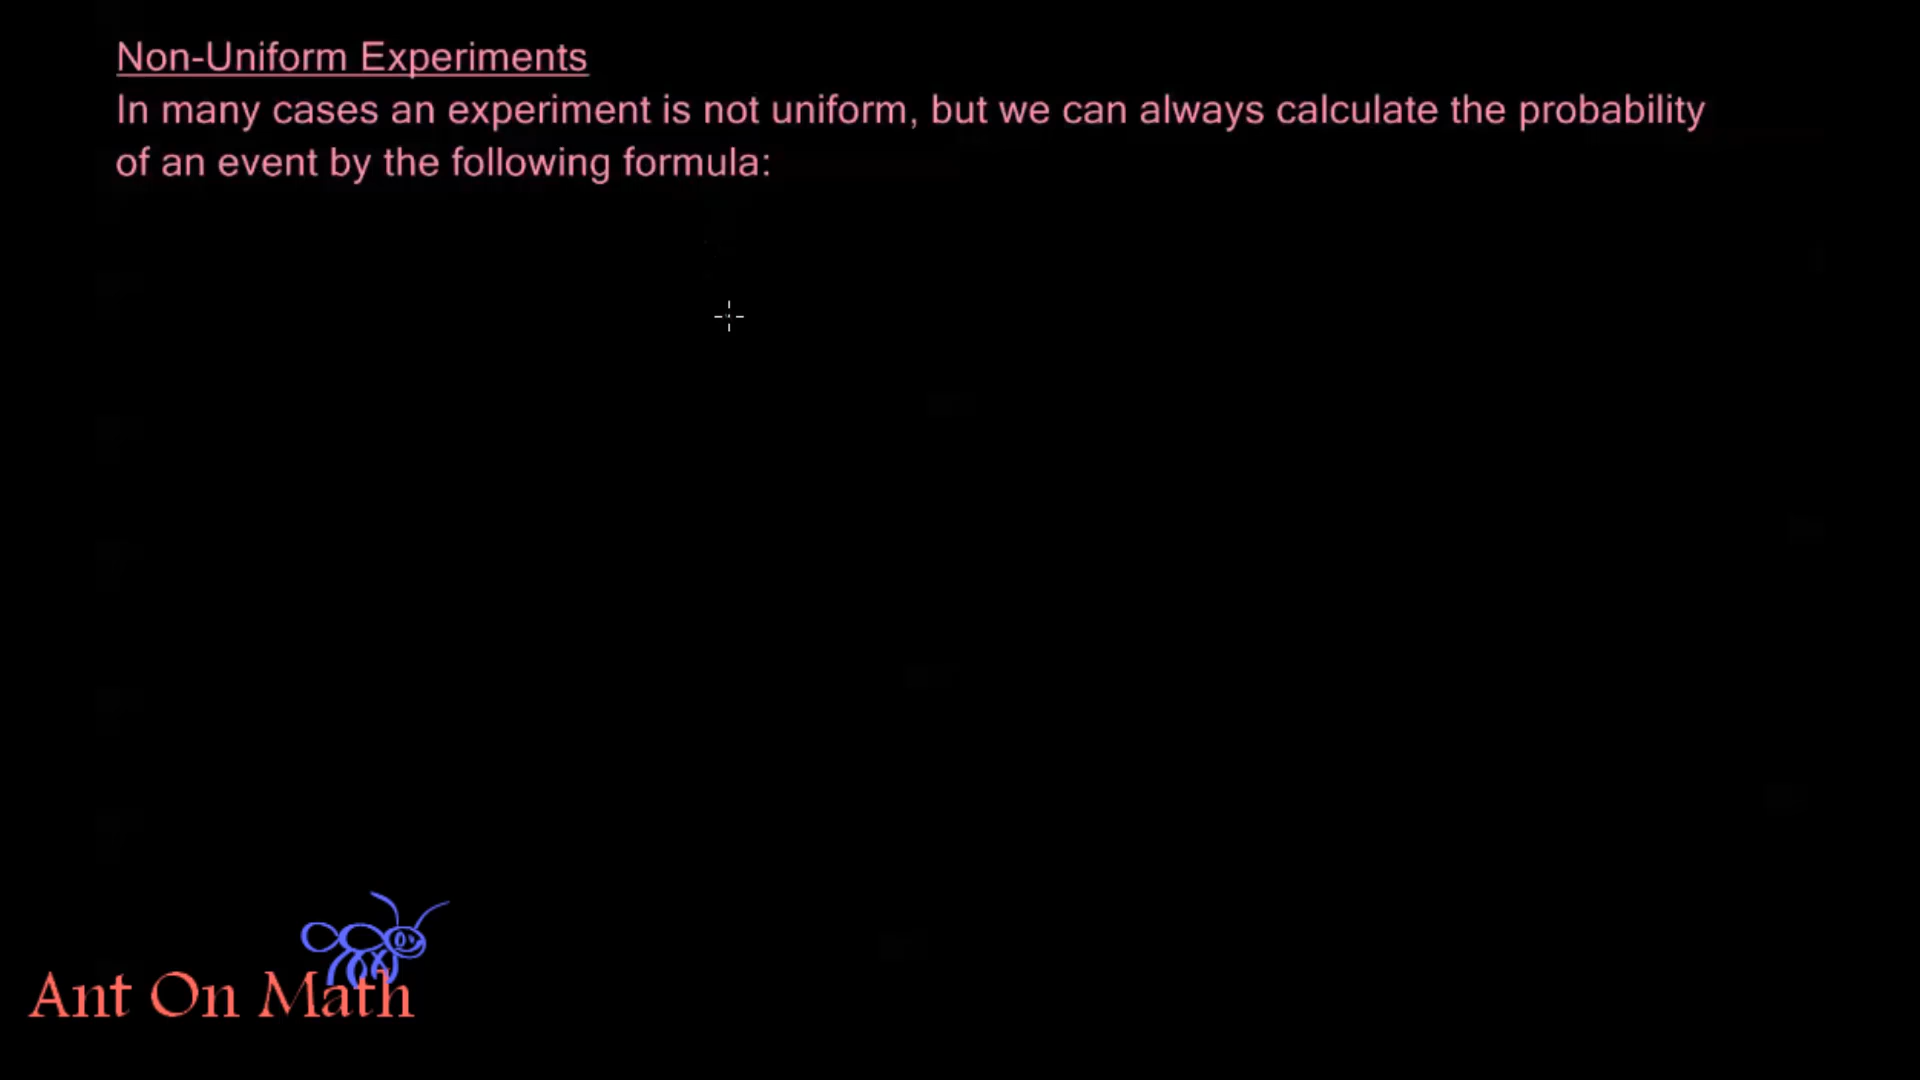 Non-Uniform Experiments
In many cases an experiment is not uniform, but we can always calculate the probability
of an event by the following formula:
Ant On Math